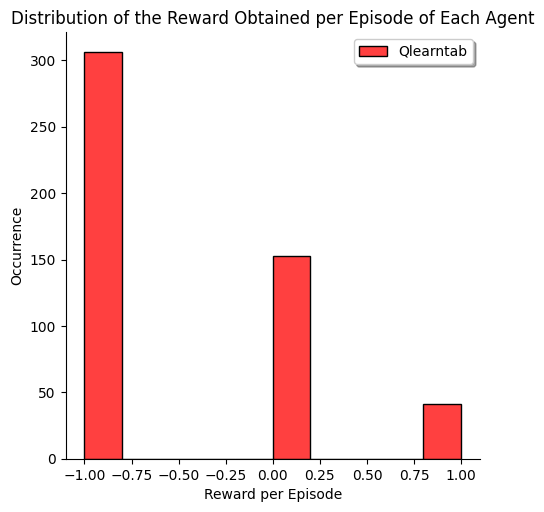 Distribution of the Reward Obtained per Episode of Each Agent
Qlearntab
300
250
200
150
100
50
0
Occurrence
−1.00 −0.75 −0.50 −0.25 0.00 0.25 0.50 0.75 1.00
Reward per Episode